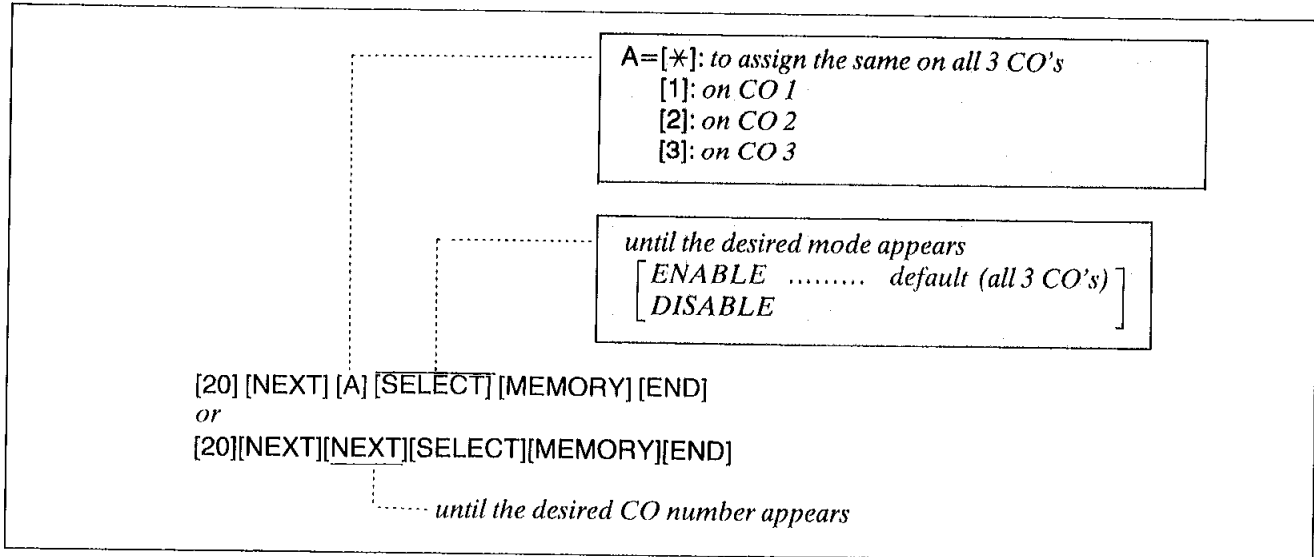 A=[✳]: to assign the same on all 3 CO's
[1]: on CO 1
[2]: on CO 2
[3]: on CO 3
until the desired mode appears
ENABLE ......... default (all 3 CO's)
DISABLE
[20] [NEXT] [A] [SELECT] [MEMORY] [END]
or
[20][NEXT][NEXT][SELECT][MEMORY][END]
until the desired CO number appears